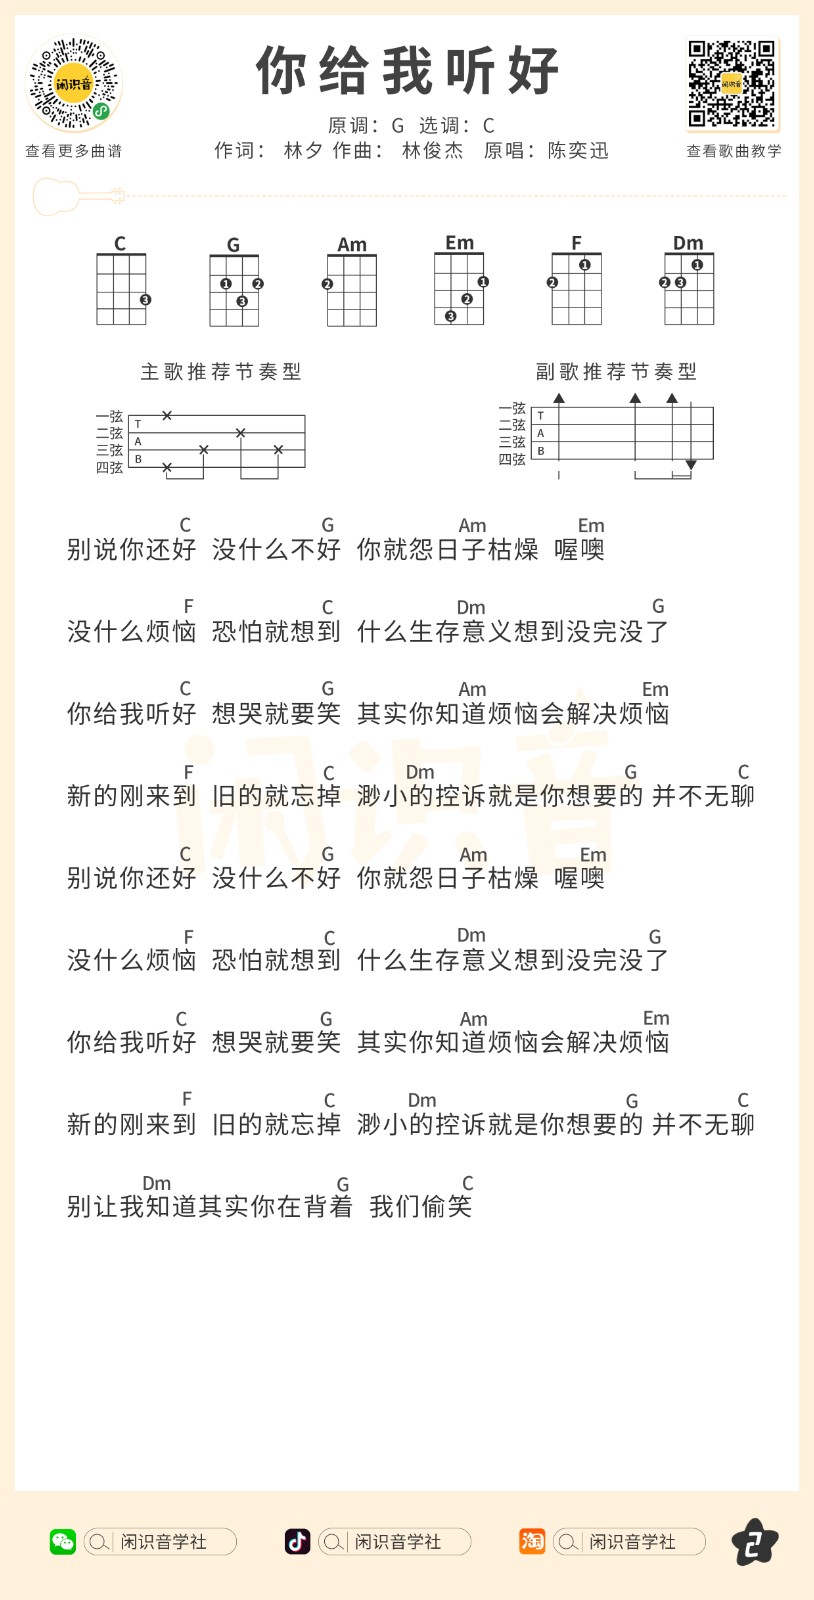 闲识音
查看更多曲谱
你给我听好
原调：G 选调：C
作词： 林夕 作曲： 林俊杰 原唱：陈奕迅
闲识音
查看歌曲教学
C G Am Em F Dm
3
1 2 3
2
1 2 3
1 2
1 2 3
主歌推荐节奏型
一弦
二弦
三弦
四弦
T
A
B
副歌推荐节奏型
一弦
二弦
三弦
四弦
T
A
B
C G Am Em
别说你还好 没什么不好 你就怨日子枯燥 喔噢
F C Dm G
没什么烦恼 恐怕就想到 什么生存意义想到没完没了
C G Am Em
你给我听好 想哭就要笑 其实你知道烦恼会解决烦恼
F C Dm G C
新的刚来到 旧的就忘掉 渺小的控诉就是你想要的 并不无聊
C G Am Em
别说你还好 没什么不好 你就怨日子枯燥 喔噢
F C Dm G
没什么烦恼 恐怕就想到 什么生存意义想到没完没了
C G Am Em
你给我听好 想哭就要笑 其实你知道烦恼会解决烦恼
F C Dm G C
新的刚来到 旧的就忘掉 渺小的控诉就是你想要的 并不无聊
Dm G C
别让我知道其实你在背着 我们偷笑
闲识音
闲识音学社
闲识音学社
淘 闲识音学社
2